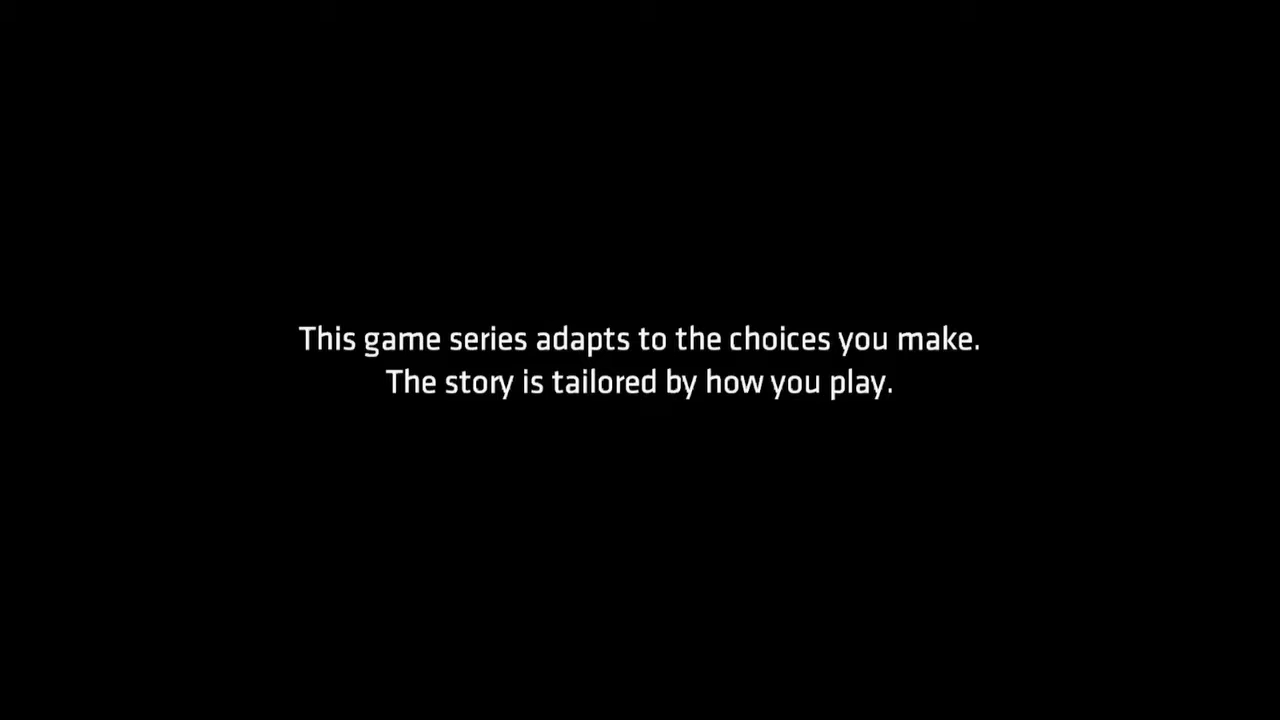 This game series adapts to the choices you make.
The story is tailored by how you play.